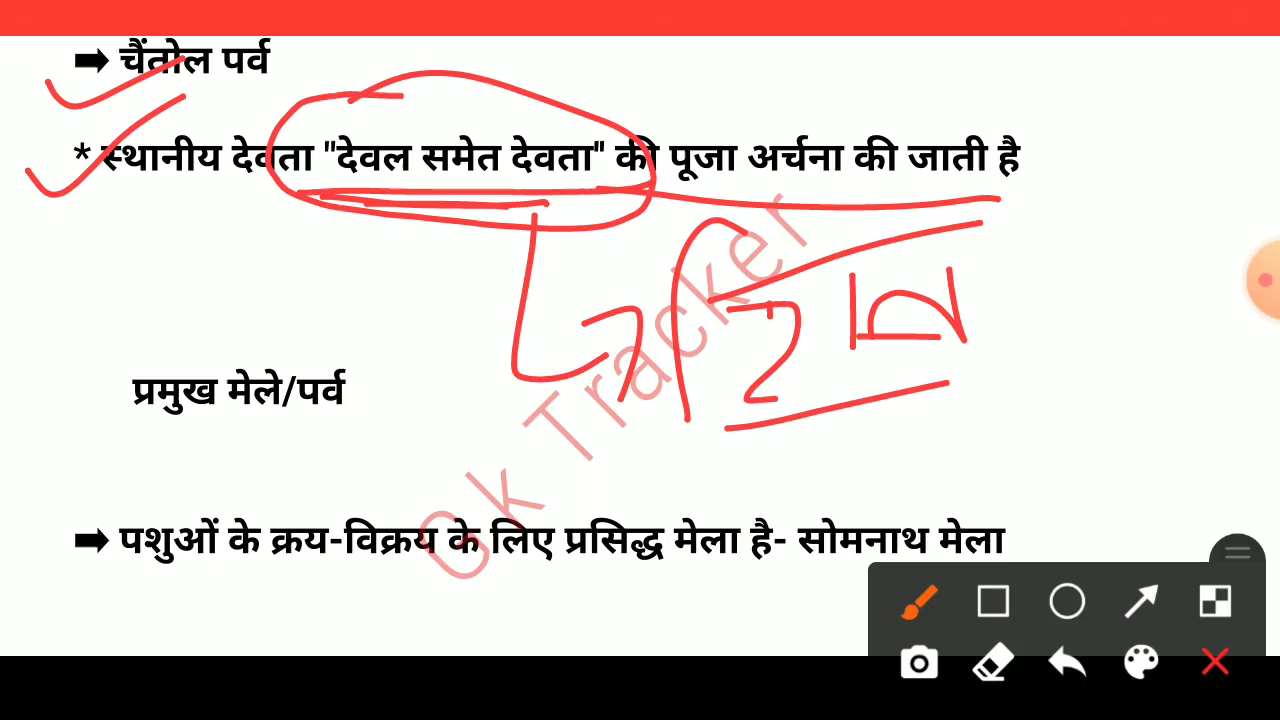 ➡ चैंतोल पर्व
* स्थानीय देवता "देवल समेत देवता" की पूजा अर्चना की जाती है
प्रमुख मेले/पर्व
➡ पशुओं के क्रय-विक्रय के लिए प्रसिद्ध मेला है- सोमनाथ मेला
Gk Tracker